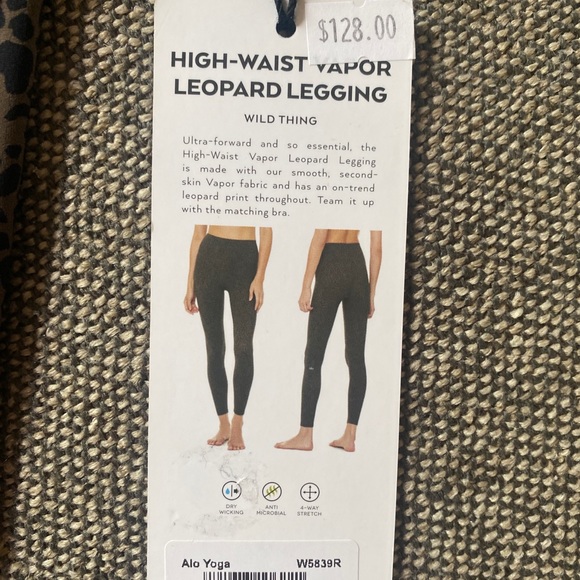 $128.00
HIGH-WAIST VAPOR
LEOPARD LEGGING
WILD THING
Ultra-forward and so essential, the
High-Waist Vapor Leopard Legging
is made with our smooth, second-
skin Vapor fabric and has an on-trend
leopard print throughout. Team it up
with the matching bra.
DRY
WICKING
ANTI
MICROBIAL
4-WAY
STRETCH
Alo Yoga W5839R